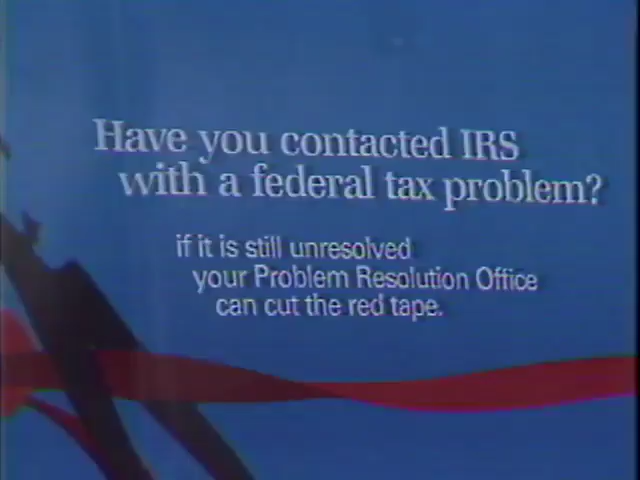 Have you contacted IRS
with a federal tax problem?
if it is still unresolved
your Problem Resolution Office
can cut the red tape.